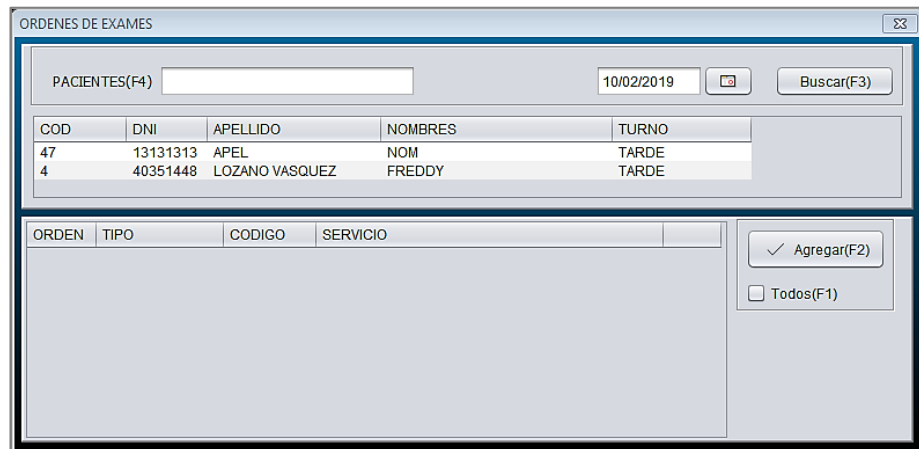 ORDENES DE EXAMES
PACIENTES(F4) 10/02/2019 Buscar(F3)
COD DNI APELLIDO NOMBRES TURNO
47 13131313 APEL NOM TARDE
4 40351448 LOZANO VASQUEZ FREDDY TARDE
ORDEN TIPO CODIGO SERVICIO
Agregar(F2)
Todos(F1)